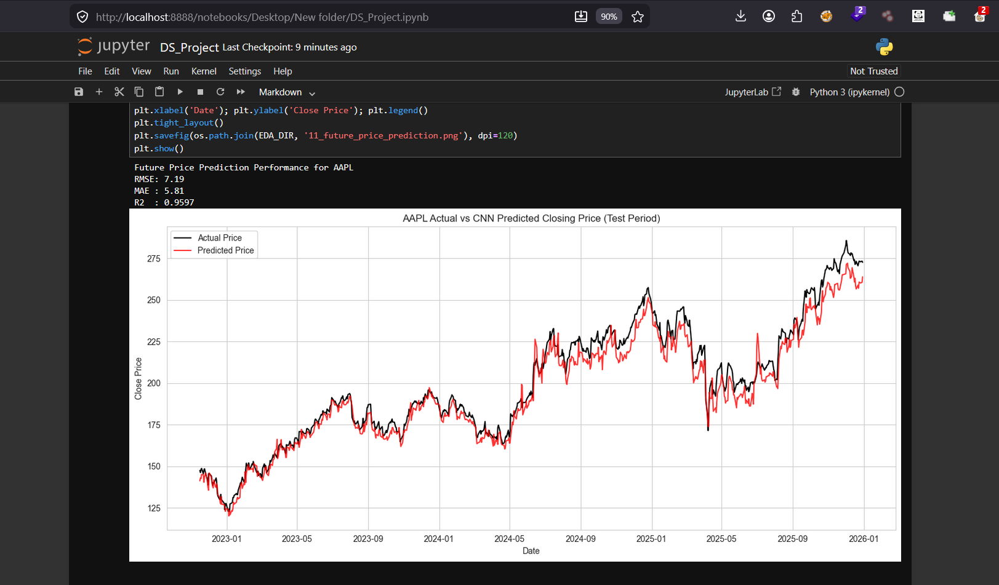 http://localhost:8888/notebooks/Desktop/New folder/DS_Project.ipynb
90%
2
2
jupyter
DS_Project Last Checkpoint: 9 minutes ago
File Edit View Run Kernel Settings Help
Not Trusted
Markdown
JupyterLab
Python 3 (ipykernel)
plt.xlabel('Date'); plt.ylabel('Close Price'); plt.legend()
plt.tight_layout()
plt.savefig(os.path.join(EDA_DIR, '11_future_price_prediction.png'), dpi=120)
plt.show()
Future Price Prediction Performance for AAPL
RMSE: 7.19
MAE : 5.81
R2  : 0.9597
AAPL Actual vs CNN Predicted Closing Price (Test Period)
Actual Price
Predicted Price
275
250
225
200
175
150
125
Close Price
2023-01 2023-05 2023-09 2024-01 2024-05 2024-09 2025-01 2025-05 2025-09 2026-01
Date